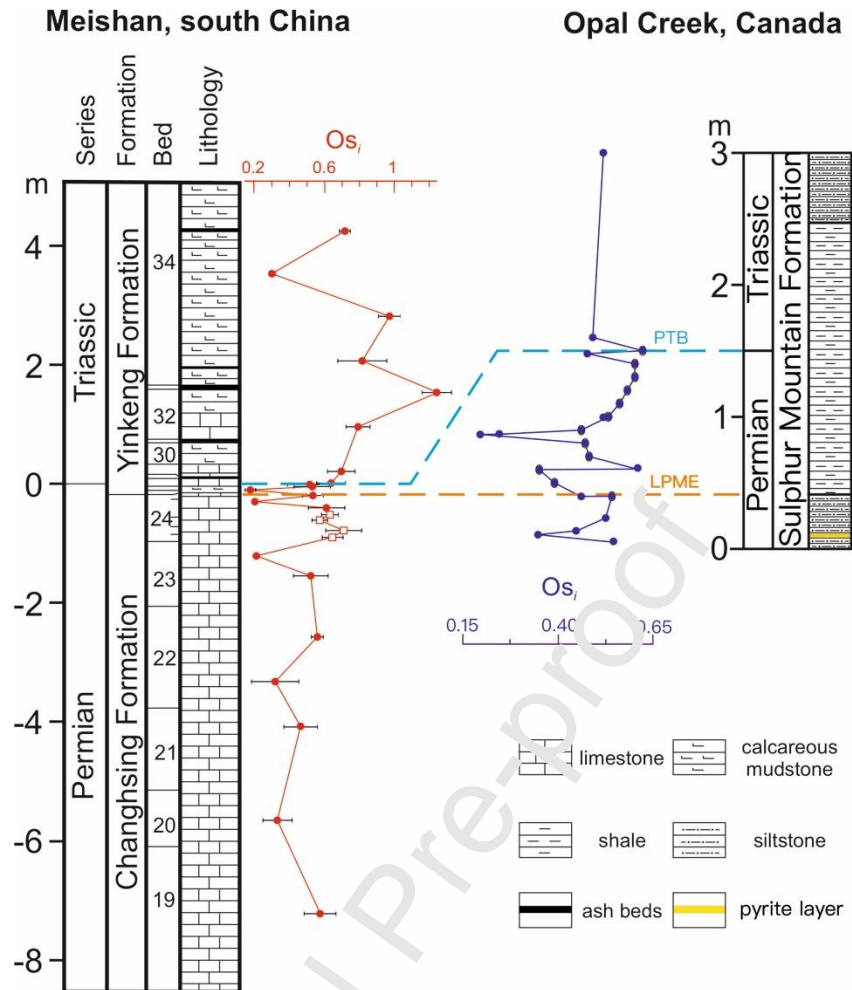 Meishan, south China
Opal Creek, Canada
Series
Formation
Bed
Lithology
Os_i
0.2 0.6 1
m
4
2
0
-2
-4
-6
-8
Triassic
Permian
Yinkeng Formation
Changhsing Formation
34
32
30
24
23
22
21
20
19
PTB
LPME
m
3
2
1
0
Triassic
Permian
Sulphur Mountain Formation
Os_i
0.15 0.40 0.65
limestone
calcareous
mudstone
shale
siltstone
ash beds
pyrite layer
Pre-proof